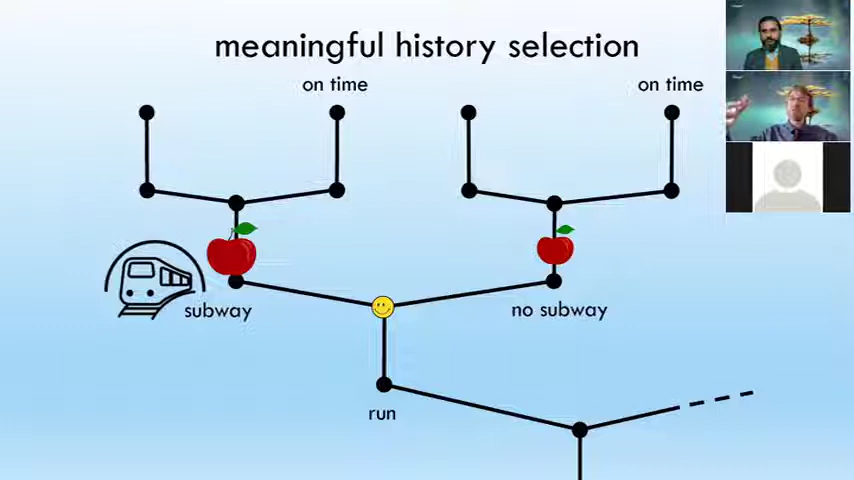 meaningful history selection
on time
on time
subway
no subway
run